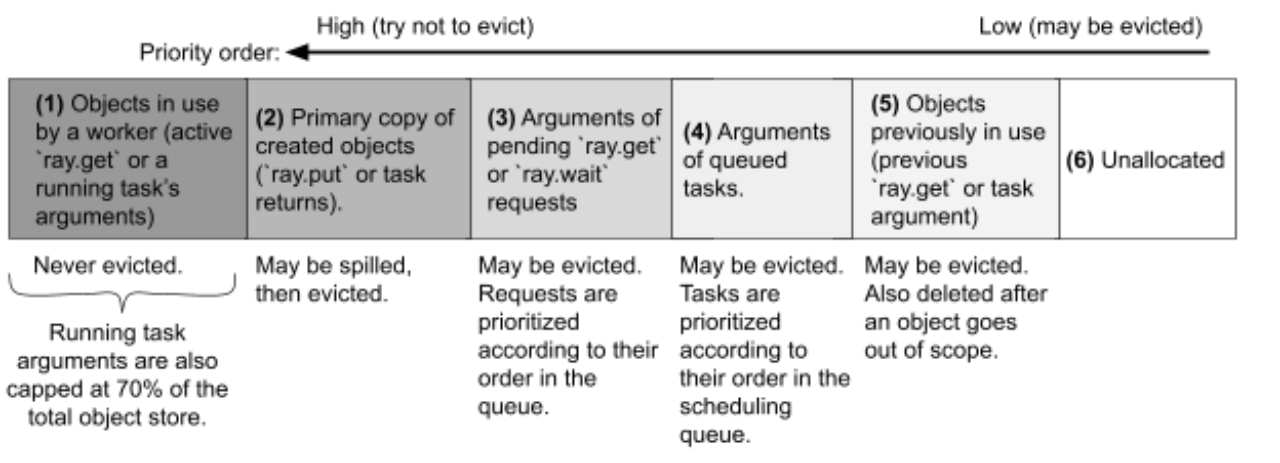 High (try not to evict)
Low (may be evicted)
Priority order:
(1) Objects in use
by a worker (active
`ray.get` or a
running task's
arguments)
(2) Primary copy of
created objects
(`ray.put` or task
returns).
(3) Arguments of
pending `ray.get`
or `ray.wait`
requests
(4) Arguments
of queued
tasks.
(5) Objects
previously in use
(previous
`ray.get` or task
argument)
(6) Unallocated
Never evicted.
Running task
arguments are also
capped at 70% of the
total object store.
May be spilled,
then evicted.
May be evicted.
Requests are
prioritized
according to their
order in the
queue.
May be evicted.
Tasks are
prioritized
according to
their order in the
scheduling
queue.
May be evicted.
Also deleted after
an object goes
out of scope.